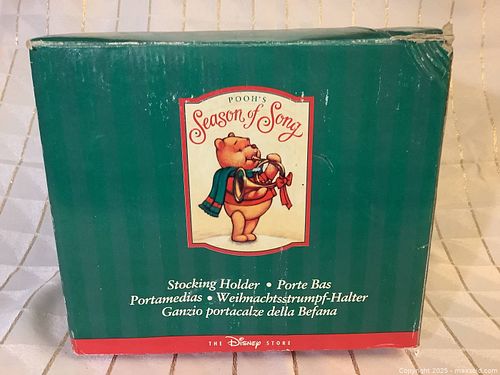 POOH'S
Season of Song
Stocking Holder • Porte Bas
Portamedias • Weihnachtsstrumpf-Halter
Ganzio portacalze della Befana
THE Disney STORE
Copyright 2025 - maxsold.com